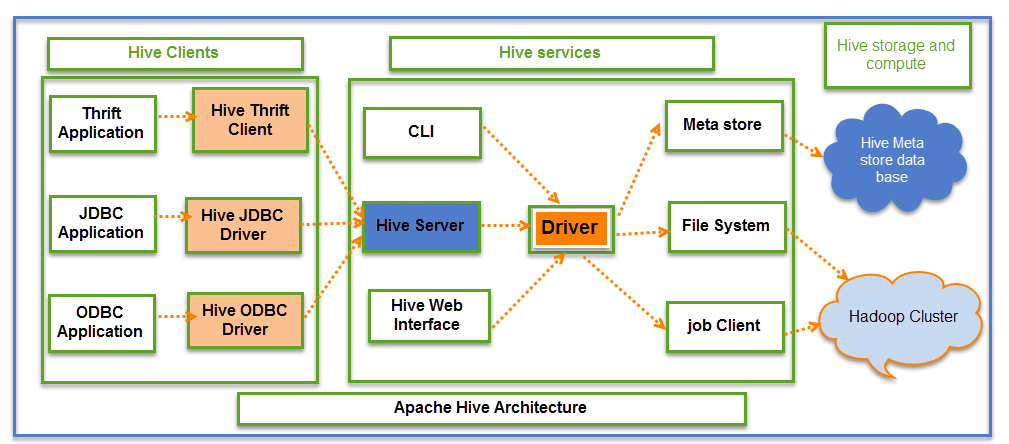 Hive Clients
Hive services
Hive storage and
compute
Thrift
Application
Hive Thrift
Client
CLI
Meta store
Hive Meta
store data
base
JDBC
Application
Hive JDBC
Driver
Hive Server
Driver
File System
ODBC
Application
Hive ODBC
Driver
Hive Web
Interface
job Client
Hadoop Cluster
Apache Hive Architecture